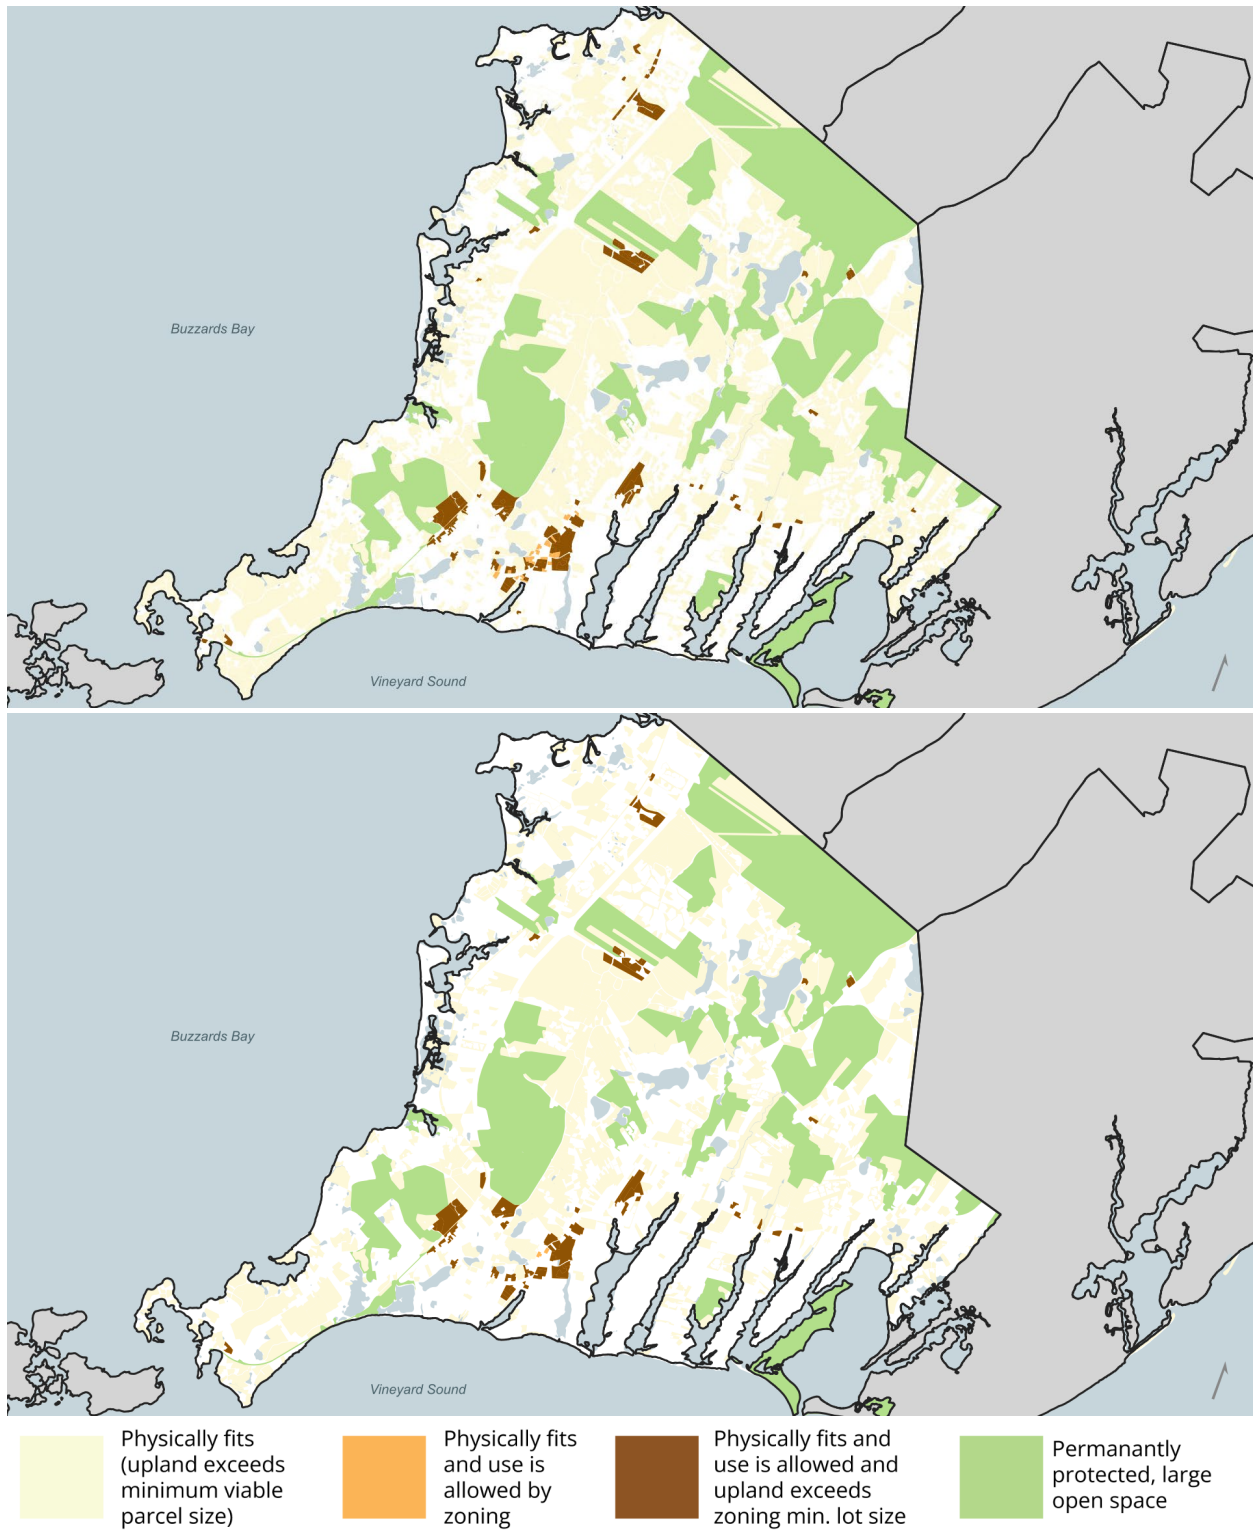 Buzzards Bay
Vineyard Sound
Buzzards Bay
Vineyard Sound
Physically fits
(upland exceeds
minimum viable
parcel size)
Physically fits
and use is
allowed by
zoning
Physically fits and
use is allowed and
upland exceeds
zoning min. lot size
Permanantly
protected, large
open space